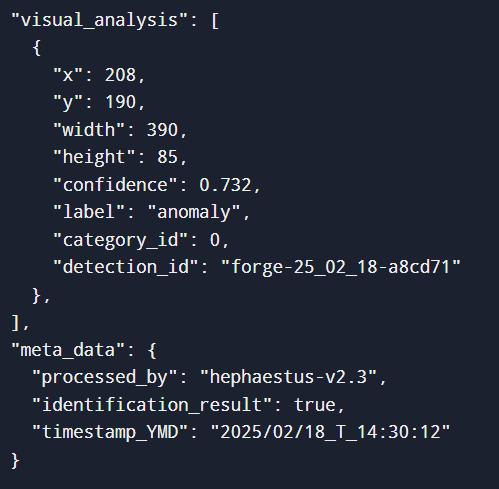 "visual_analysis": [
  {
    "x": 208,
    "y": 190,
    "width": 390,
    "height": 85,
    "confidence": 0.732,
    "label": "anomaly",
    "category_id": 0,
    "detection_id": "forge-25_02_18-a8cd71"
  },
],
"meta_data": {
  "processed_by": "hephaestus-v2.3",
  "identification_result": true,
  "timestamp_YMD": "2025/02/18_T_14:30:12"
}